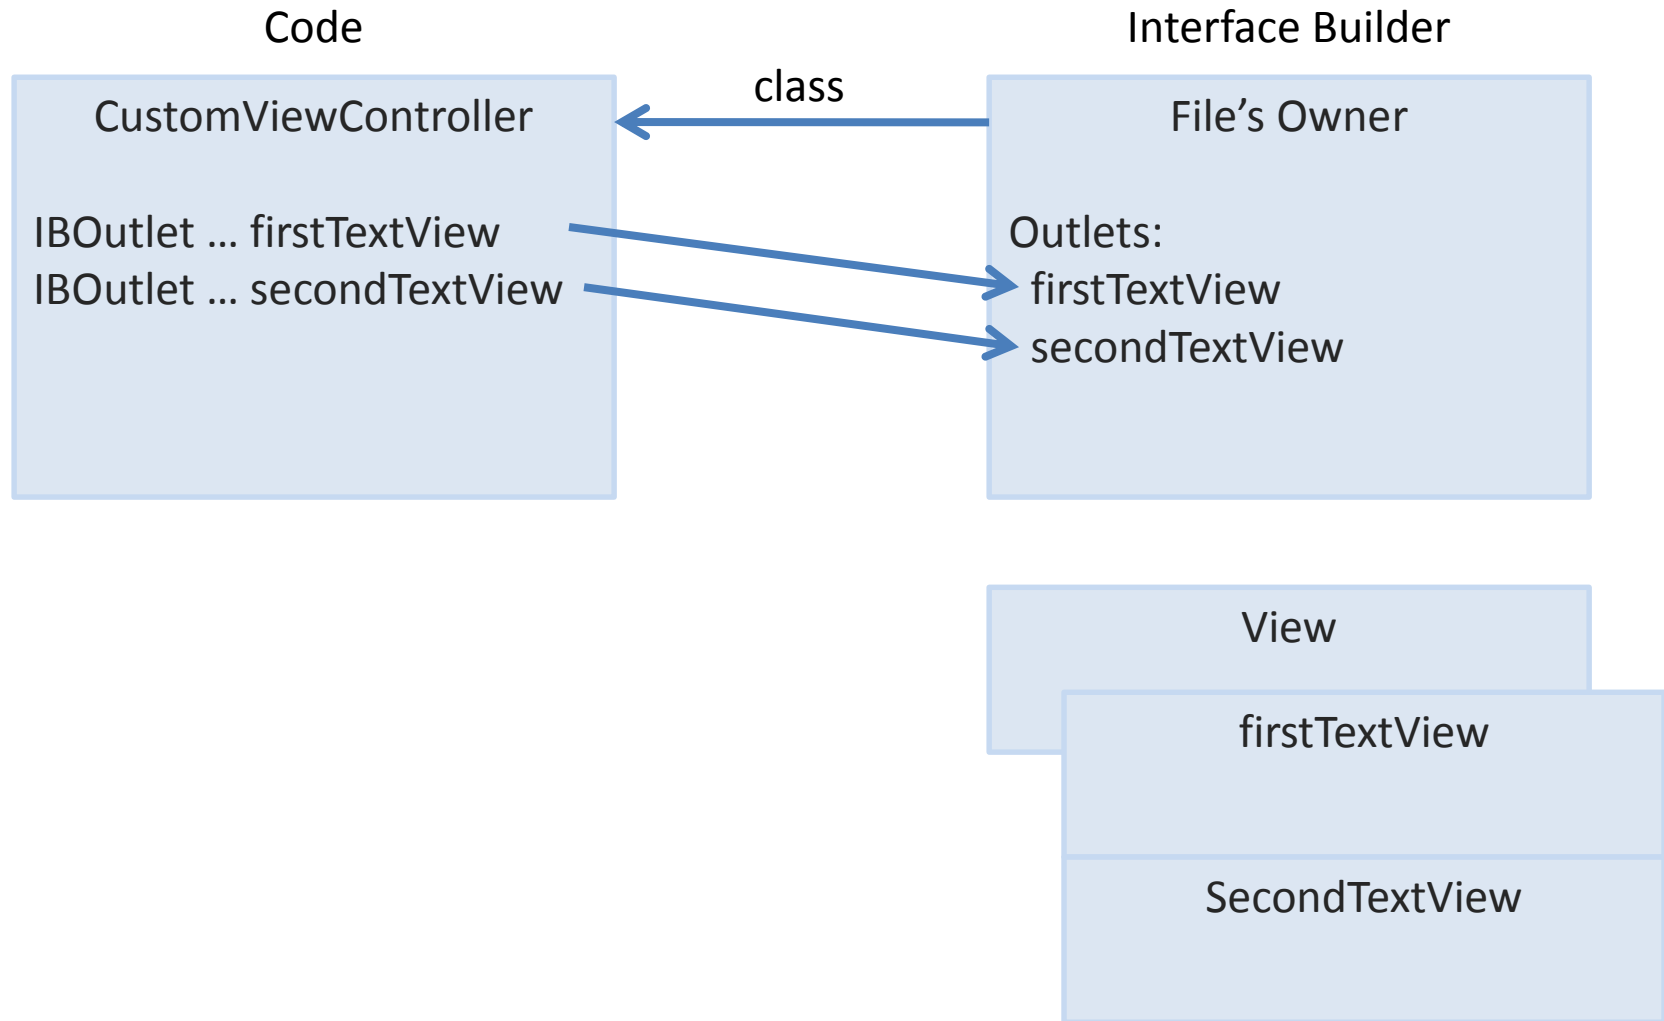 Code
Interface Builder
class
CustomViewController
IBOutlet … firstTextView
IBOutlet … secondTextView
File’s Owner
Outlets:
firstTextView
secondTextView
View
firstTextView
SecondTextView